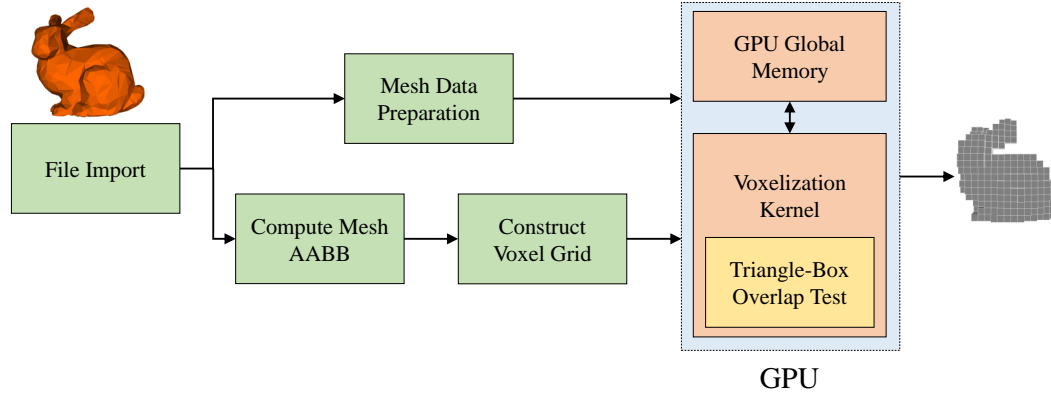 File Import
Mesh Data
Preparation
Compute Mesh
AABB
Construct
Voxel Grid
GPU Global
Memory
Voxelization
Kernel
Triangle-Box
Overlap Test
GPU